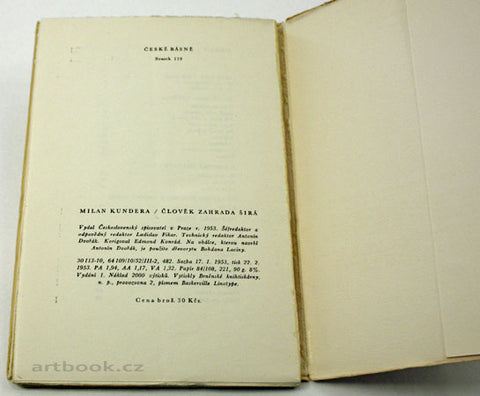 ČESKÉ BÁSNĚ
Svazek 119
MILAN KUNDERA / ČLOVĚK ZAHRADA ŠIRÁ
Vydal Československý spisovatel v Praze r. 1953. Šéfredaktor a
odpovědný redaktor Ladislav Fikar. Technický redaktor Antonín
Dvořák. Korigoval Edmond Konrád. Na obálce, kterou navrhl
Antonín Dvořák, je použito dřevorytu Bohdana Laciny.
30 113-10, 64 109/10/52/III-2, 482. Sazba 17. 1. 1953, tisk 22. 2.
1953. PA 1,94, AA 1,17, VA 1,32. Papír 84/108, 221, 90 g. 8%.
Vydání I. Náklad 2000 výtisků. Vytiskly Brněnské knihtiskárny,
n. p., provozovna 2, písmem Baskerville Linotype.
Cena brož. 30 Kčs.
artbook.cz